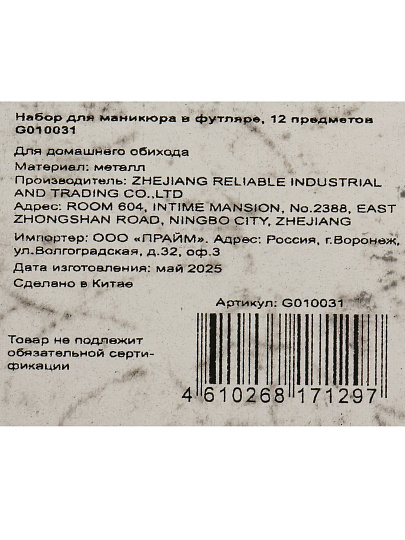 Набор для маникюра в футляре, 12 предметов
G010031
Для домашнего обихода
Материал: металл
Производитель: ZHEJIANG RELIABLE INDUSTRIAL
AND TRADING CO.,LTD
Адрес: ROOM 604, INTIME MANSION, No.2388, EAST
ZHONGSHAN ROAD, NINGBO CITY, ZHEJIANG
Импортер: ООО «ПРАЙМ». Адрес: Россия, г.Воронеж,
ул.Волгоградская, д.32, оф.3
Дата изготовления: май 2025
Сделано в Китае
Артикул: G010031
Товар не подлежит
обязательной серти-
фикации
4 610268 171297